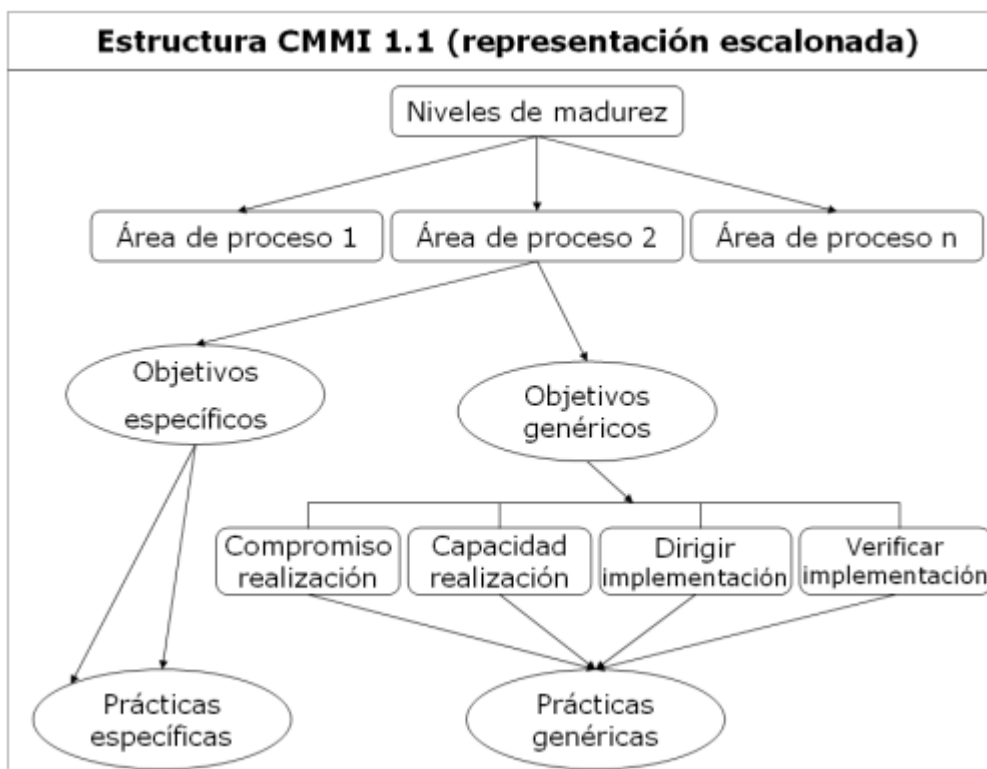 Estructura CMMI 1.1 (representación escalonada)
Niveles de madurez
Área de proceso 1
Área de proceso 2
Área de proceso n
Objetivos
específicos
Objetivos
genéricos
Compromiso
realización
Capacidad
realización
Dirigir
implementación
Verificar
implementación
Prácticas
específicas
Prácticas
genéricas